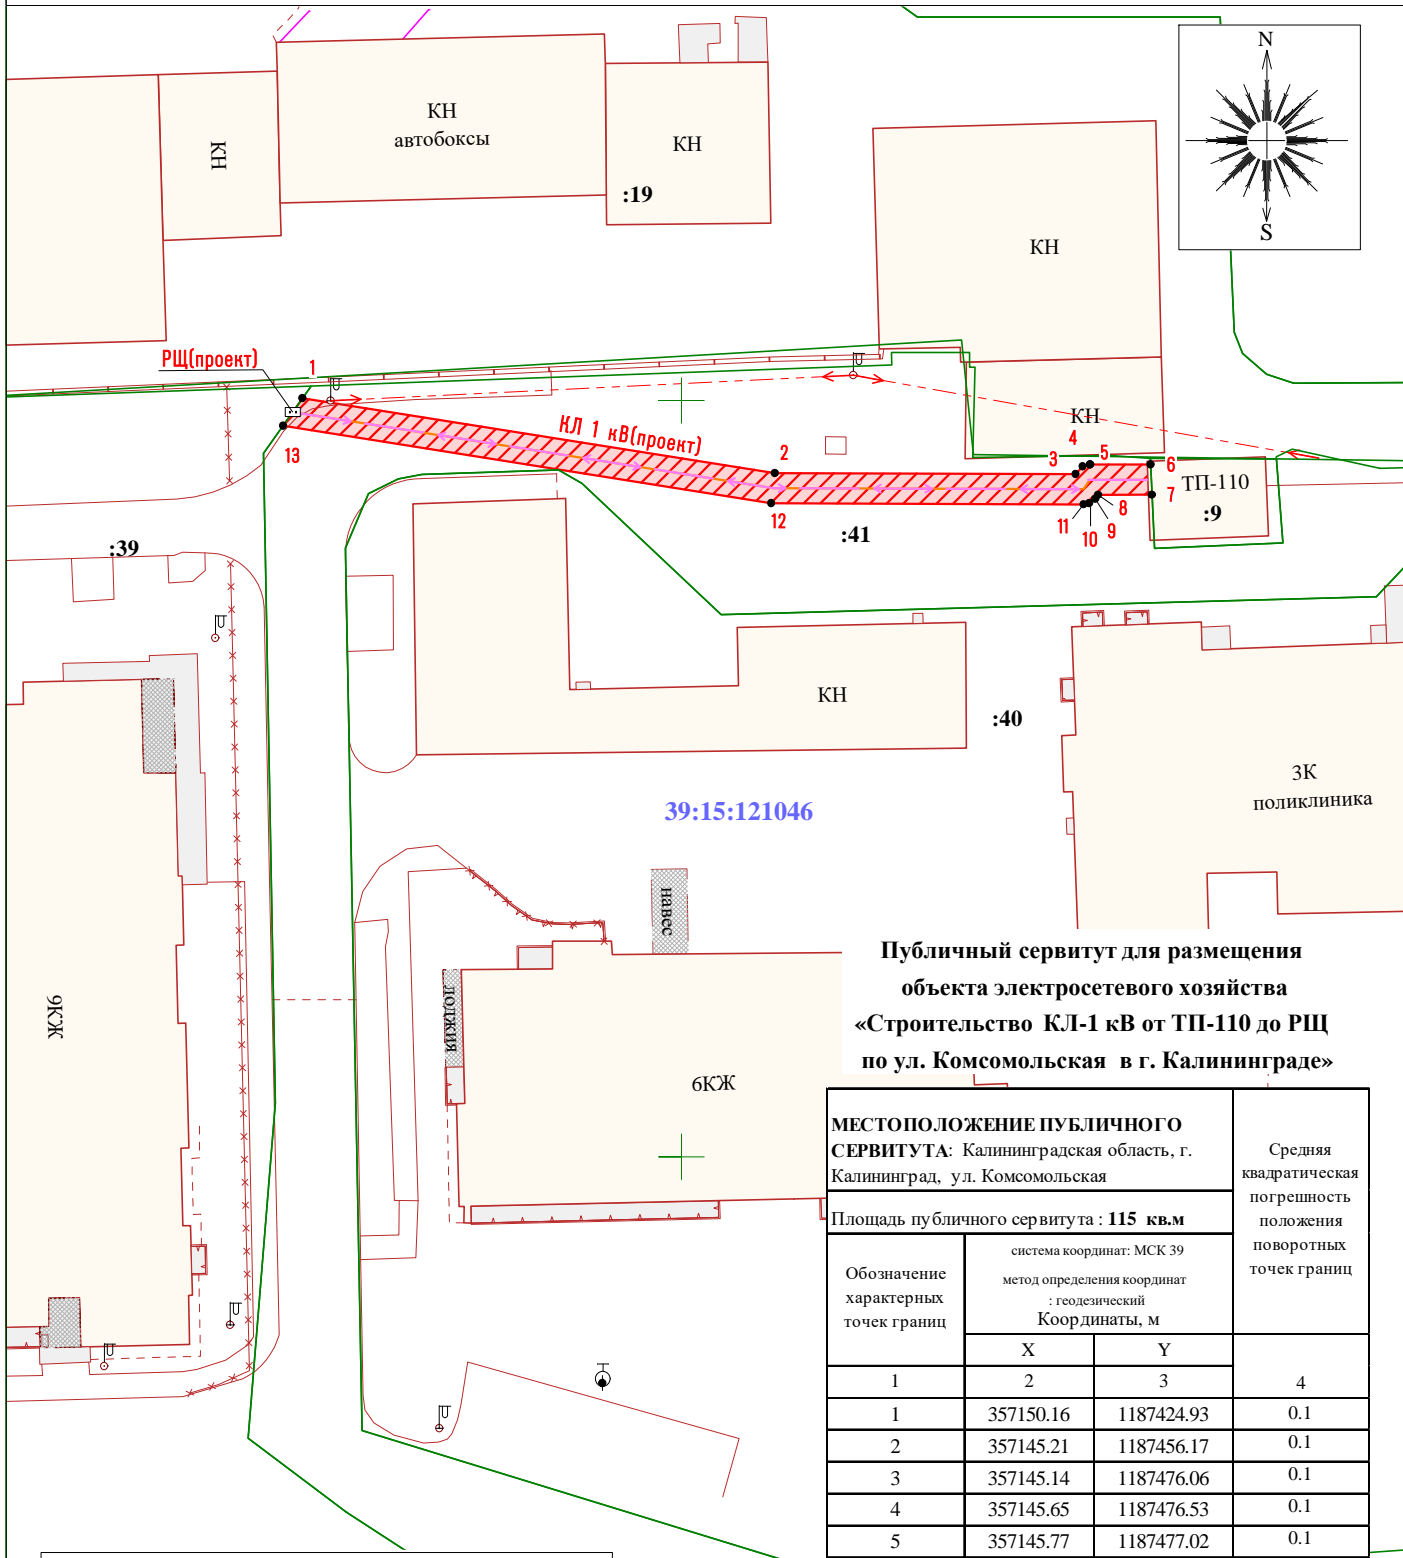 N
S
КН
КН
автобоксы
КН
:19
КН
РЩ(проект)
1
КЛ 1 кВ(проект)
КН
13
2
3
4
5
6
7
ТП-110
:9
8
9
10
11
12
:41
:39
КН
:40
3К
поликлиника
39:15:121046
навес
лоджия
9КЖ
6КЖ
Публичный сервитут для размещения
объекта электросетевого хозяйства
«Строительство КЛ-1 кВ от ТП-110 до РЩ
по ул. Комсомольская в г. Калининграде»
МЕСТОПОЛОЖЕНИЕ ПУБЛИЧНОГО
СЕРВИТУТА: Калининградская область, г.
Калининград, ул. Комсомольская
Площадь публичного сервитута : 115 кв.м
Средняя
квадратическая
погрешность
положения
поворотных
точек границ
Обозначение
характерных
точек границ
система координат: МСК 39
метод определения координат
: геодезический
Координаты, м
X Y
1 2 3 4
1 357150.16 1187424.93 0.1
2 357145.21 1187456.17 0.1
3 357145.14 1187476.06 0.1
4 357145.65 1187476.53 0.1
5 357145.77 1187477.02 0.1